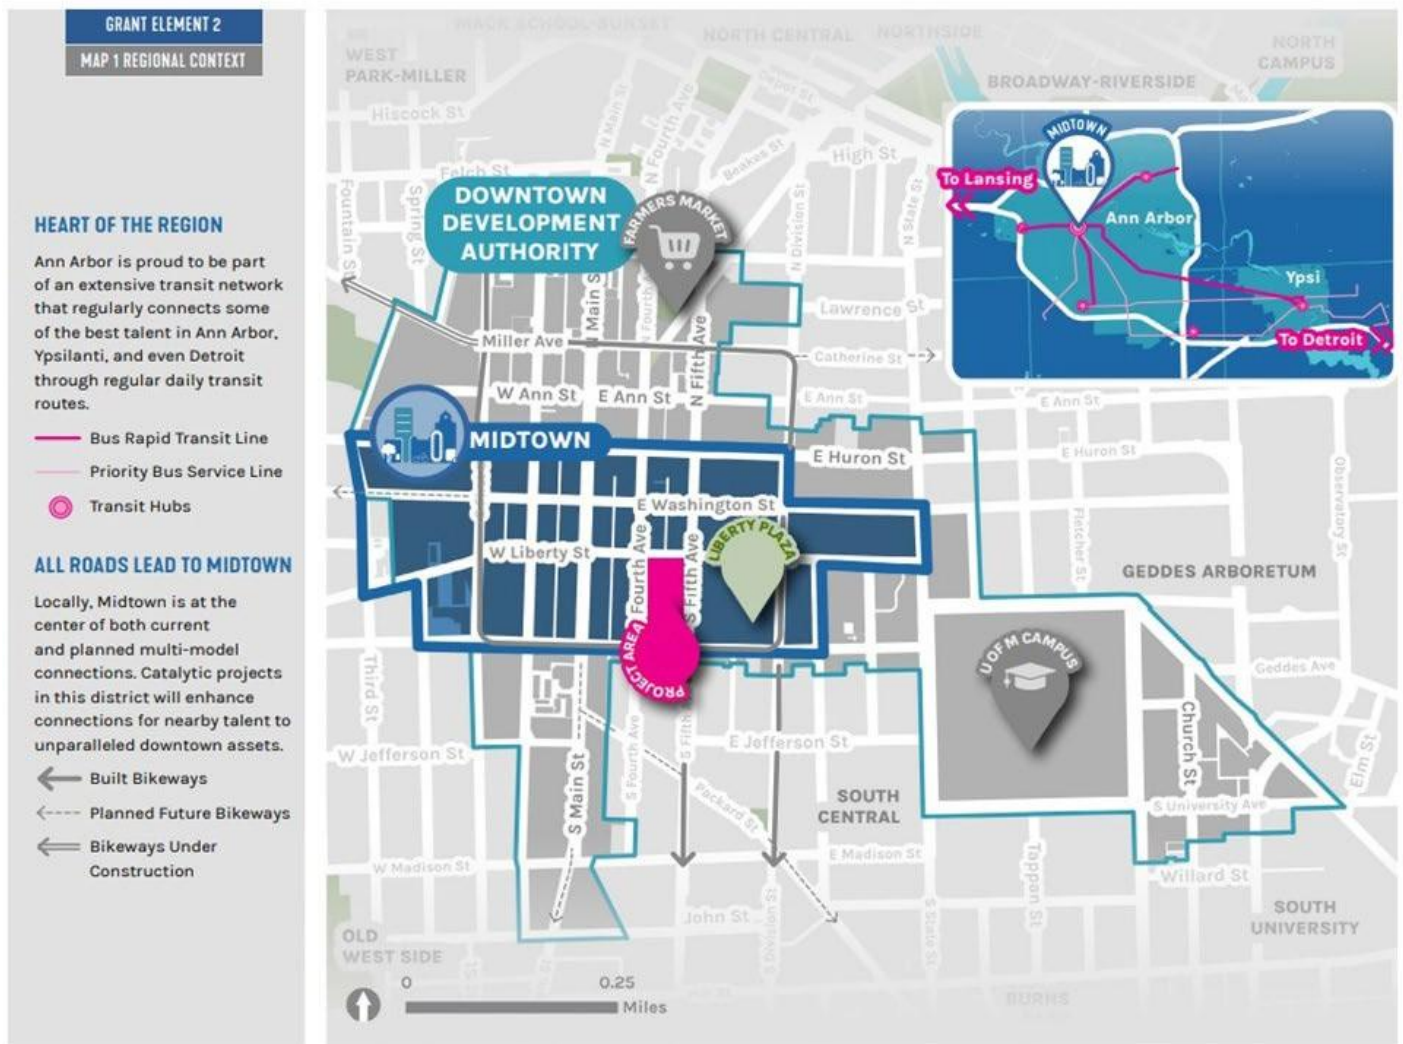 GRANT ELEMENT 2
MAP 1 REGIONAL CONTEXT
HEART OF THE REGION
Ann Arbor is proud to be part
of an extensive transit network
that regularly connects some
of the best talent in Ann Arbor,
Ypsilanti, and even Detroit
through regular daily transit
routes.
Bus Rapid Transit Line
Priority Bus Service Line
Transit Hubs
ALL ROADS LEAD TO MIDTOWN
Locally, Midtown is at the
center of both current
and planned multi-model
connections. Catalytic projects
in this district will enhance
connections for nearby talent to
unparalleled downtown assets.
Built Bikeways
Planned Future Bikeways
Bikeways Under
Construction
MACK SCHOOL-SUNSET
NORTH CENTRAL
NORTHSIDE
NORTH
CAMPUS
WEST
PARK-MILLER
BROADWAY-RIVERSIDE
Depot St
Hiscock St
N Main St
N Fourth Ave
Beakes St
High St
Felch St
Fountain St
Spring St
N Division St
N State St
DOWNTOWN
DEVELOPMENT
AUTHORITY
FARMERS MARKET
MIDTOWN
To Lansing
Ann Arbor
Ypsi
To Detroit
N Main S
N Fourth
N Fifth Ave
Lawrence St
Miller Ave
Catherine St
W Ann St
E Ann St
E Ann St
E Ann St
MIDTOWN
E Huron St
E Huron St
Observatory St
E Washington St
Fletcher St
W Liberty St
S Fifth Ave
Fourth Ave
LIBERTY PLAZA
GEDDES ARBORETUM
PROJECT AREA
U OF M CAMPUS
Geddes Ave
Third St
Church St
W Jefferson St
S Main St
S Fourth Ave
S Fifth
E Jefferson St
Elm St
Packard St
SOUTH
CENTRAL
S University Ave
W Madison St
E Madison St
Tappan St
Willard St
John St
S Division St
S State St
SOUTH
UNIVERSITY
OLD
WEST SIDE
BURNS
0
0.25
Miles